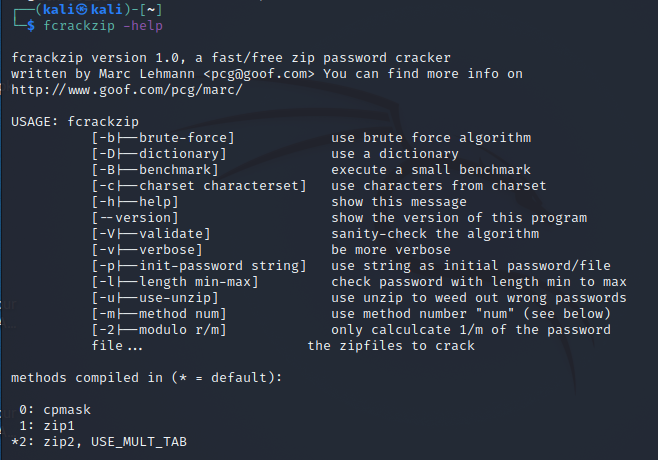 ┌──(kali㉿kali)-[~]
└─$ fcrackzip -help
fcrackzip version 1.0, a fast/free zip password cracker
written by Marc Lehmann <pcg@goof.com> You can find more info on
http://www.goof.com/pcg/marc/
USAGE: fcrackzip
[-b|--brute-force] use brute force algorithm
[-D|--dictionary] use a dictionary
[-B|--benchmark] execute a small benchmark
[-c|--charset characterset] use characters from charset
[-h|--help] show this message
[--version] show the version of this program
[-V|--validate] sanity-check the algorithm
[-v|--verbose] be more verbose
[-p|--init-password string] use string as initial password/file
[-l|--length min-max] check password with length min to max
[-u|--use-unzip] use unzip to weed out wrong passwords
[-m|--method num] use method number "num" (see below)
[-2|--modulo r/m] only calculcate 1/m of the password
file... the zipfiles to crack
methods compiled in (* = default):
0: cpmask
1: zip1
*2: zip2, USE_MULT_TAB